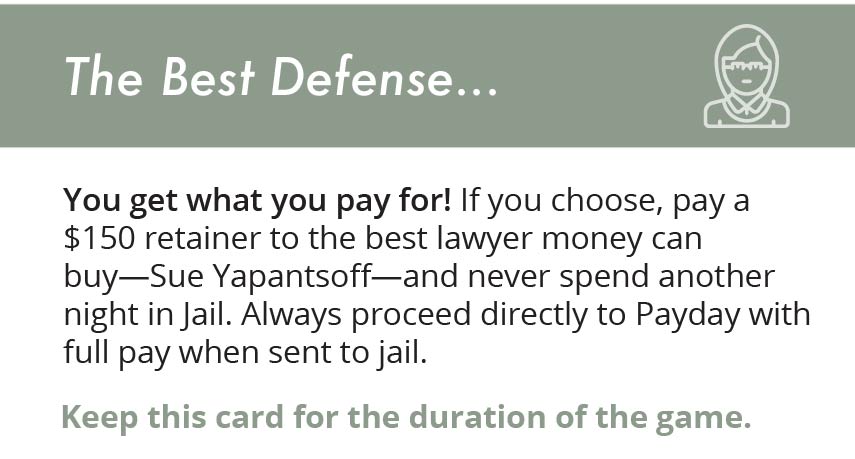 The Best Defense...
You get what you pay for! If you choose, pay a
$150 retainer to the best lawyer money can
buy—Sue Yapantsoff—and never spend another
night in Jail. Always proceed directly to Payday with
full pay when sent to jail.
Keep this card for the duration of the game.